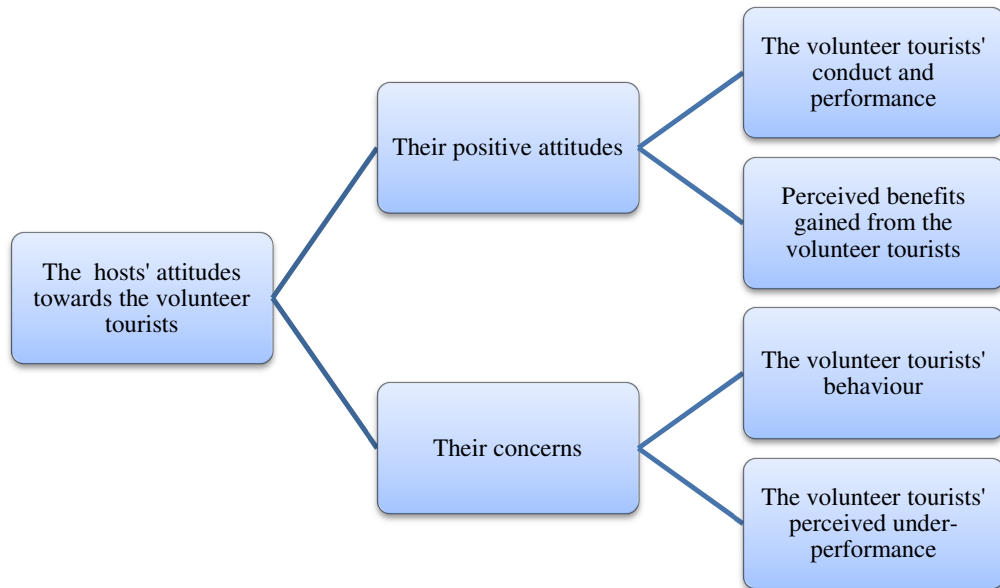 The hosts' attitudes
towards the volunteer
tourists
Their positive attitudes
The volunteer tourists'
conduct and
performance
Perceived benefits
gained from the
volunteer tourists
Their concerns
The volunteer tourists'
behaviour
The volunteer tourists'
perceived under-
performance